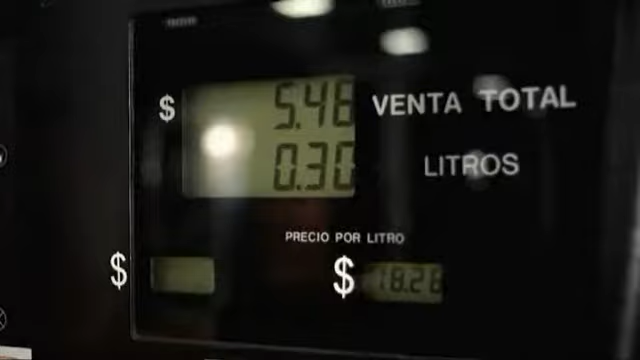 $ 5.48 VENTA TOTAL
0.30 LITROS
PRECIO POR LITRO
$ $ 18.28